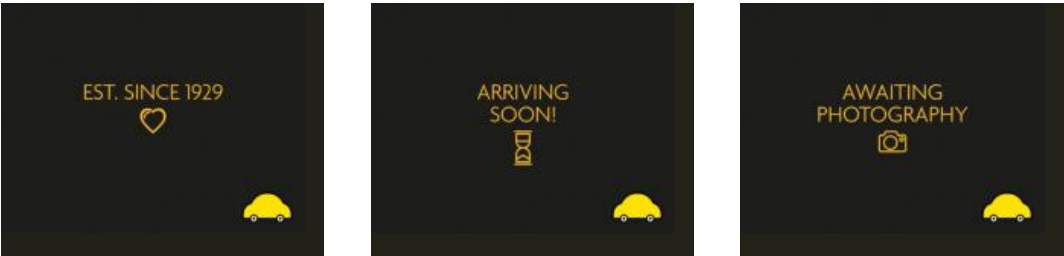 EST. SINCE 1929
ARRIVING
SOON!
AWAITING
PHOTOGRAPHY